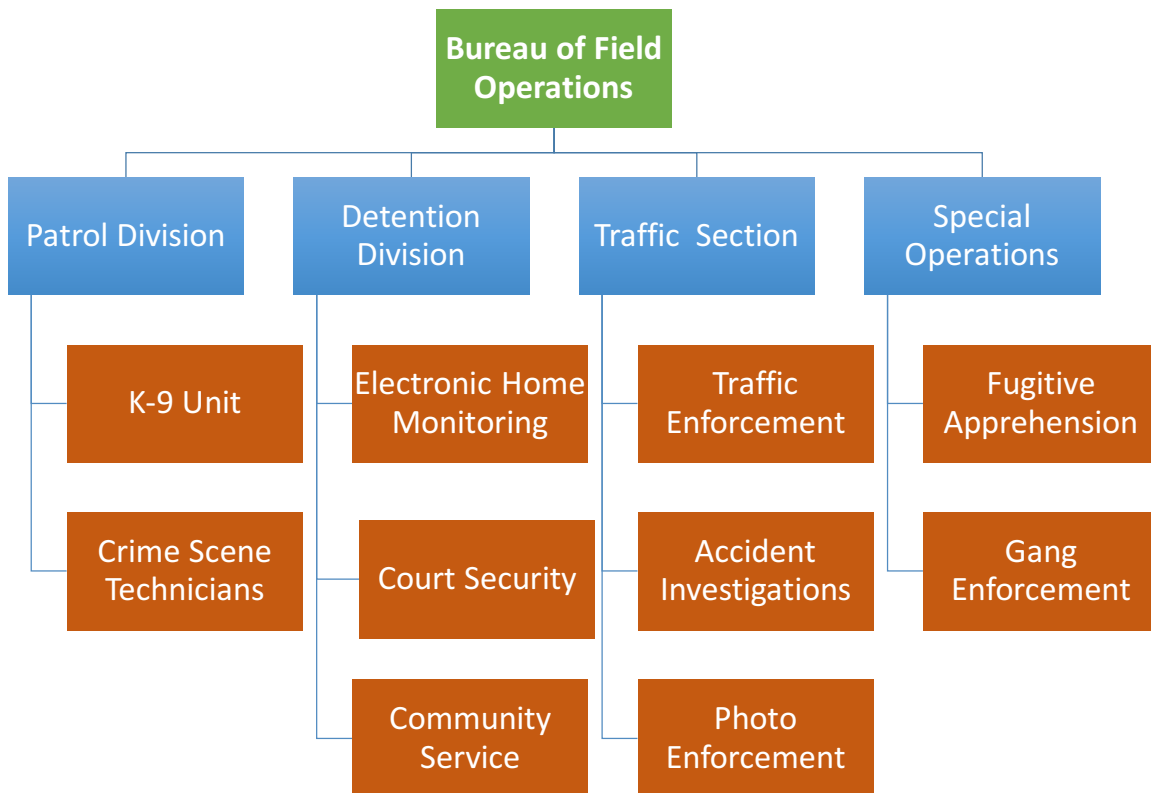 Bureau of Field
Operations
Patrol Division
Detention
Division
Traffic Section
Special
Operations
K-9 Unit
Electronic Home
Monitoring
Traffic
Enforcement
Fugitive
Apprehension
Crime Scene
Technicians
Court Security
Accident
Investigations
Gang
Enforcement
Community
Service
Photo
Enforcement